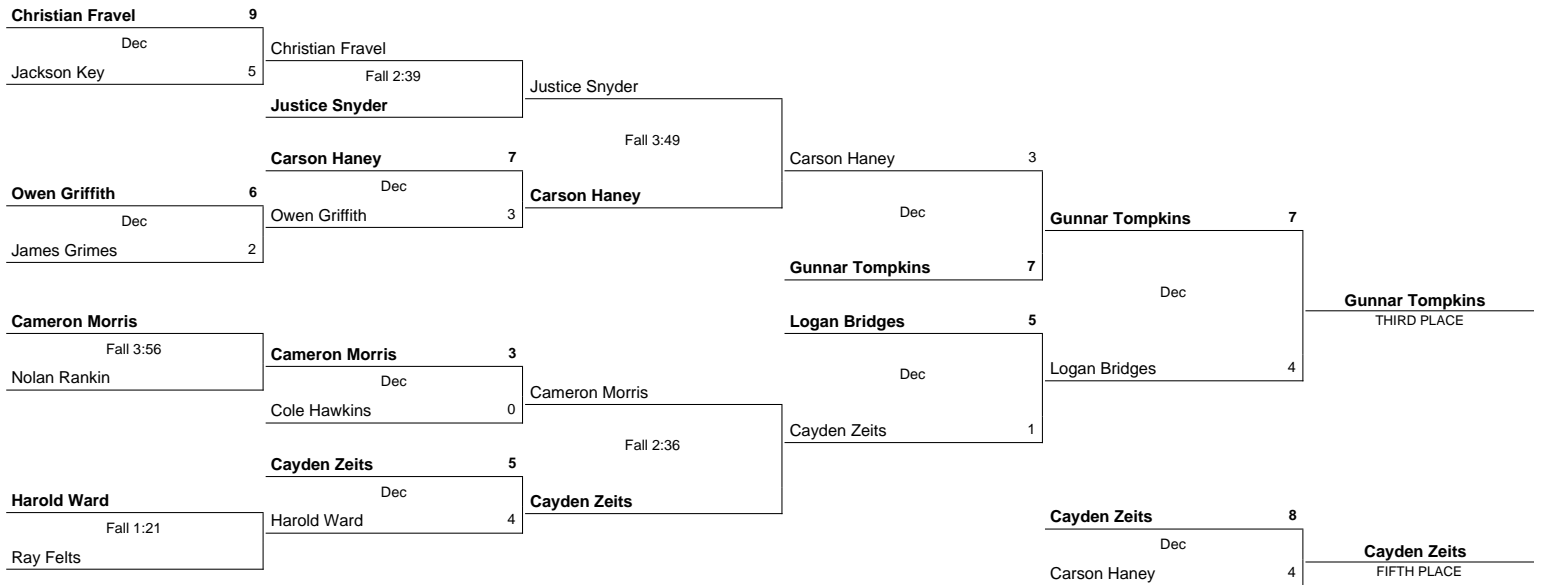 Christian Fravel 9
Dec
Jackson Key 5
Owen Griffith 6
Dec
James Grimes 2
Cameron Morris
Fall 3:56
Nolan Rankin
Harold Ward
Fall 1:21
Ray Felts
Christian Fravel
Fall 2:39
Justice Snyder
Carson Haney 7
Dec
Owen Griffith 3
Cameron Morris 3
Dec
Cole Hawkins 0
Cayden Zeits 5
Dec
Harold Ward 4
Justice Snyder
Fall 3:49
Carson Haney
Cameron Morris
Fall 2:36
Cayden Zeits
Carson Haney 3
Dec
Gunnar Tompkins 7
Logan Bridges 5
Dec
Cayden Zeits 1
Gunnar Tompkins 7
Dec
Logan Bridges 4
Gunnar Tompkins
THIRD PLACE
Cayden Zeits 8
Dec
Carson Haney 4
Cayden Zeits
FIFTH PLACE